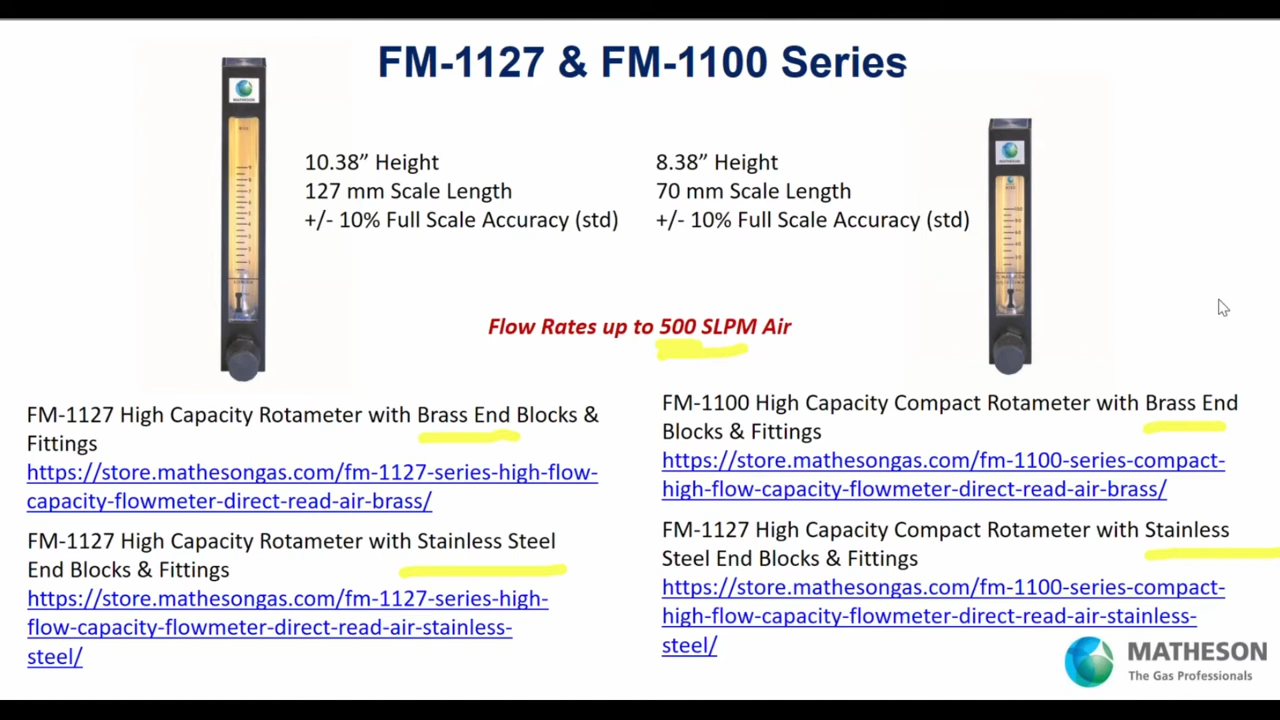 FM-1127 & FM-1100 Series
MATHESON
10.38” Height
127 mm Scale Length
+/- 10% Full Scale Accuracy (std)
8.38” Height
70 mm Scale Length
+/- 10% Full Scale Accuracy (std)
Flow Rates up to 500 SLPM Air
FM-1127 High Capacity Rotameter with Brass End Blocks &
Fittings
https://store.mathesongas.com/fm-1127-series-high-flow-
capacity-flowmeter-direct-read-air-brass/
FM-1127 High Capacity Rotameter with Stainless Steel
End Blocks & Fittings
https://store.mathesongas.com/fm-1127-series-high-
flow-capacity-flowmeter-direct-read-air-stainless-
steel/
FM-1100 High Capacity Compact Rotameter with Brass End
Blocks & Fittings
https://store.mathesongas.com/fm-1100-series-compact-
high-flow-capacity-flowmeter-direct-read-air-brass/
FM-1127 High Capacity Compact Rotameter with Stainless
Steel End Blocks & Fittings
https://store.mathesongas.com/fm-1100-series-compact-
high-flow-capacity-flowmeter-direct-read-air-stainless-
steel/
MATHESON
The Gas Professionals